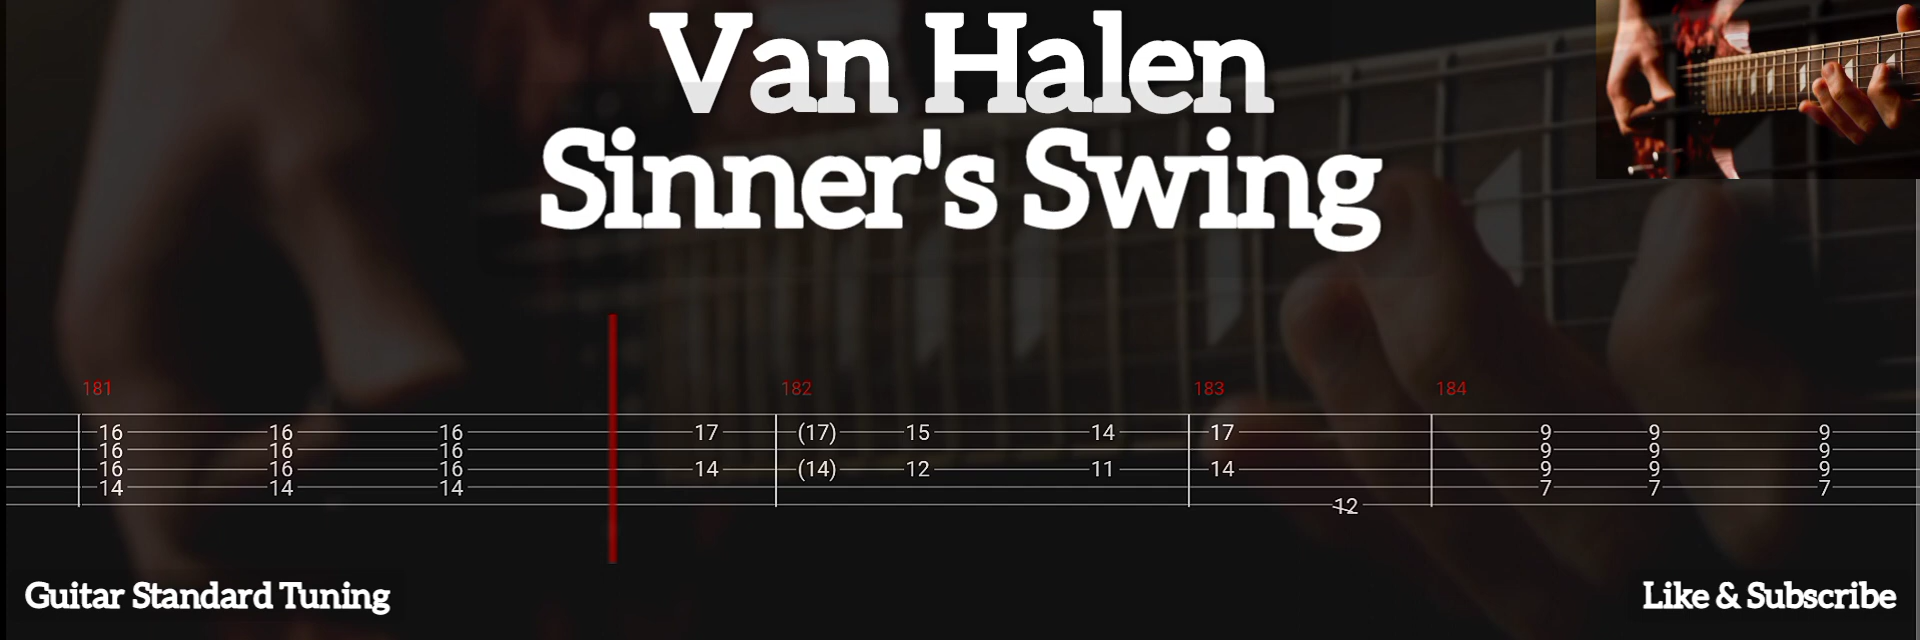 Van Halen
Sinner's Swing
181 182 183 184
16 16 16 17 (17) 15 14 17 9 9 9
16 16 16 9 9 9
16 16 16 14 (14) 12 11 14 9 9 9
14 14 14 7 7 7
12
Guitar Standard Tuning
Like & Subscribe